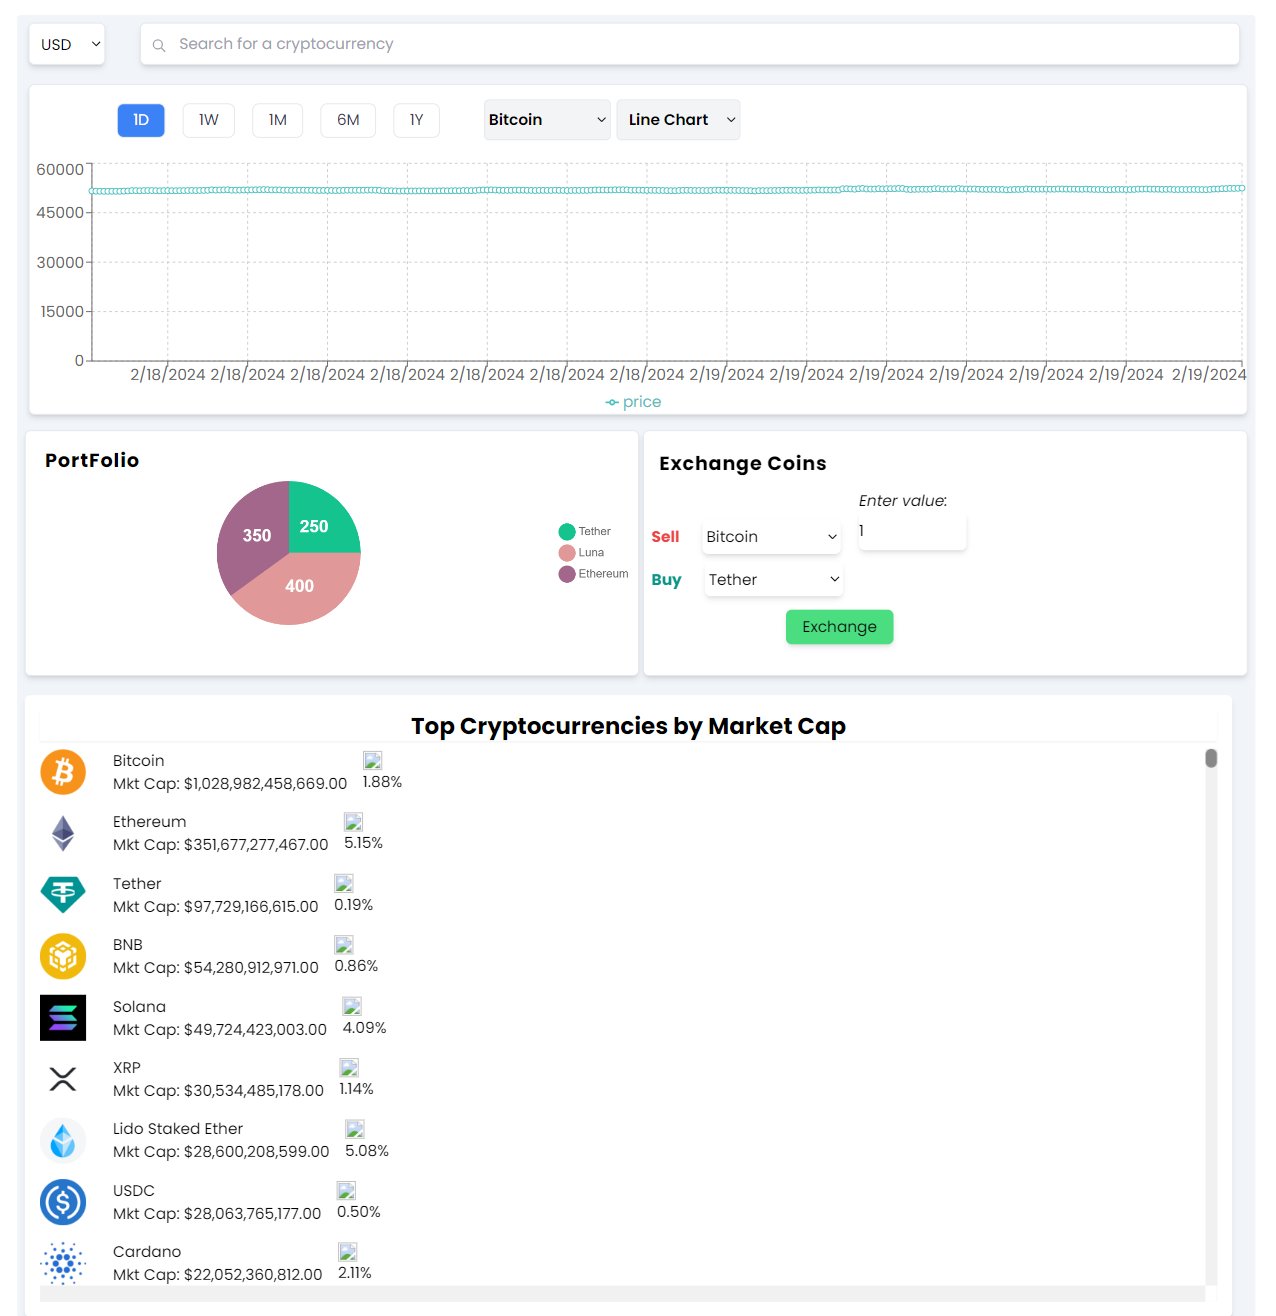 USD Search for a cryptocurrency
1D 1W 1M 6M 1Y Bitcoin Line Chart
60000
45000
30000
15000
0
2/18/2024 2/18/2024 2/18/2024 2/18/2024 2/18/2024 2/18/2024 2/18/2024 2/19/2024 2/19/2024 2/19/2024 2/19/2024 2/19/2024 2/19/2024 2/19/2024
price
PortFolio
350 250
400
Tether
Luna
Ethereum
Exchange Coins
Enter value:
Sell Bitcoin 1
Buy Tether
Exchange
Top Cryptocurrencies by Market Cap
Bitcoin
Mkt Cap: $1,028,982,458,669.00 1.88%
Ethereum
Mkt Cap: $351,677,277,467.00 5.15%
Tether
Mkt Cap: $97,729,166,615.00 0.19%
BNB
Mkt Cap: $54,280,912,971.00 0.86%
Solana
Mkt Cap: $49,724,423,003.00 4.09%
XRP
Mkt Cap: $30,534,485,178.00 1.14%
Lido Staked Ether
Mkt Cap: $28,600,208,599.00 5.08%
USDC
Mkt Cap: $28,063,765,177.00 0.50%
Cardano
Mkt Cap: $22,052,360,812.00 2.11%